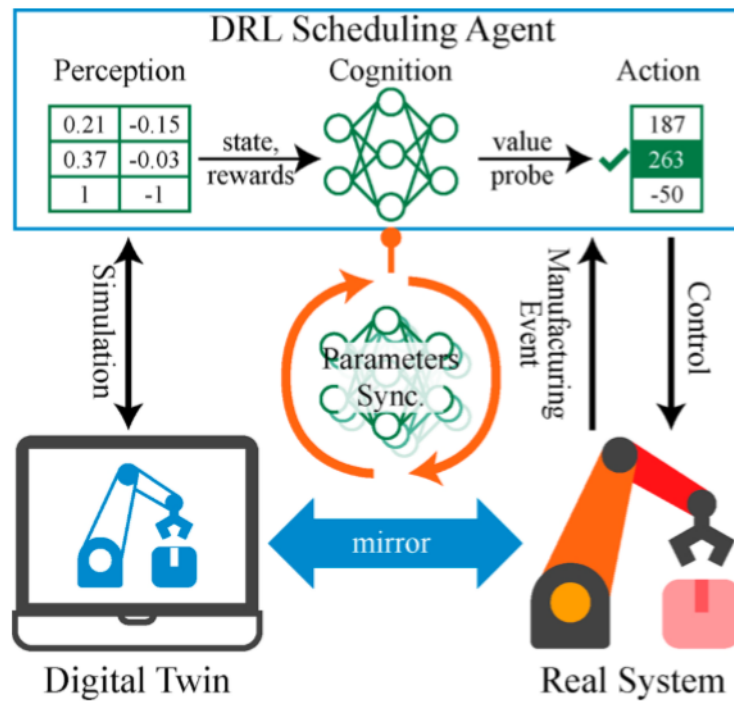 DRL Scheduling Agent
Perception
Cognition
Action
0.21 -0.15
0.37 -0.03
1 -1
state,
rewards
value
probe
187
263
-50
Simulation
Parameters
Sync.
Manufacturing
Event
Control
mirror
Digital Twin
Real System